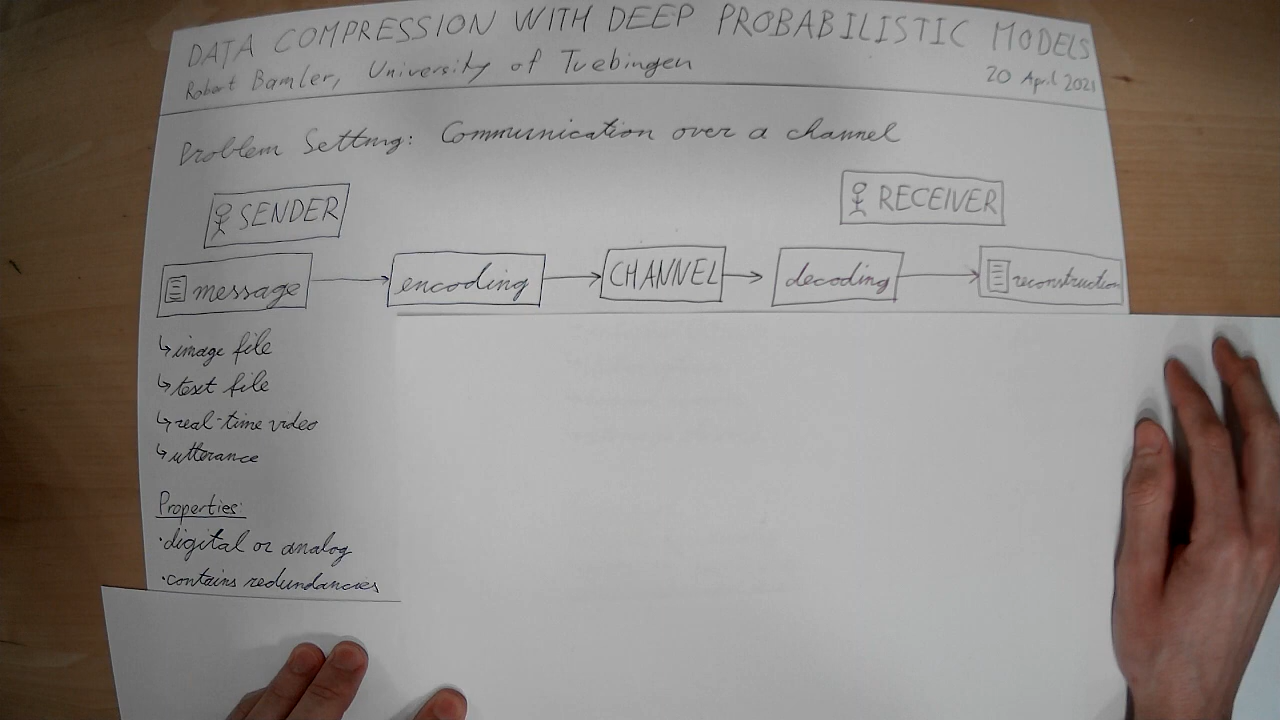 DATA COMPRESSION WITH DEEP PROBABILISTIC MODELS
Robert Bamler, University of Tuebingen
20 April 2021
Problem Setting: Communication over a channel
SENDER
RECEIVER
message
encoding
CHANNEL
decoding
reconstruction
↳ image file
↳ text file
↳ real-time video
↳ utterance
Properties:
· digital or analog
· contains redundancies